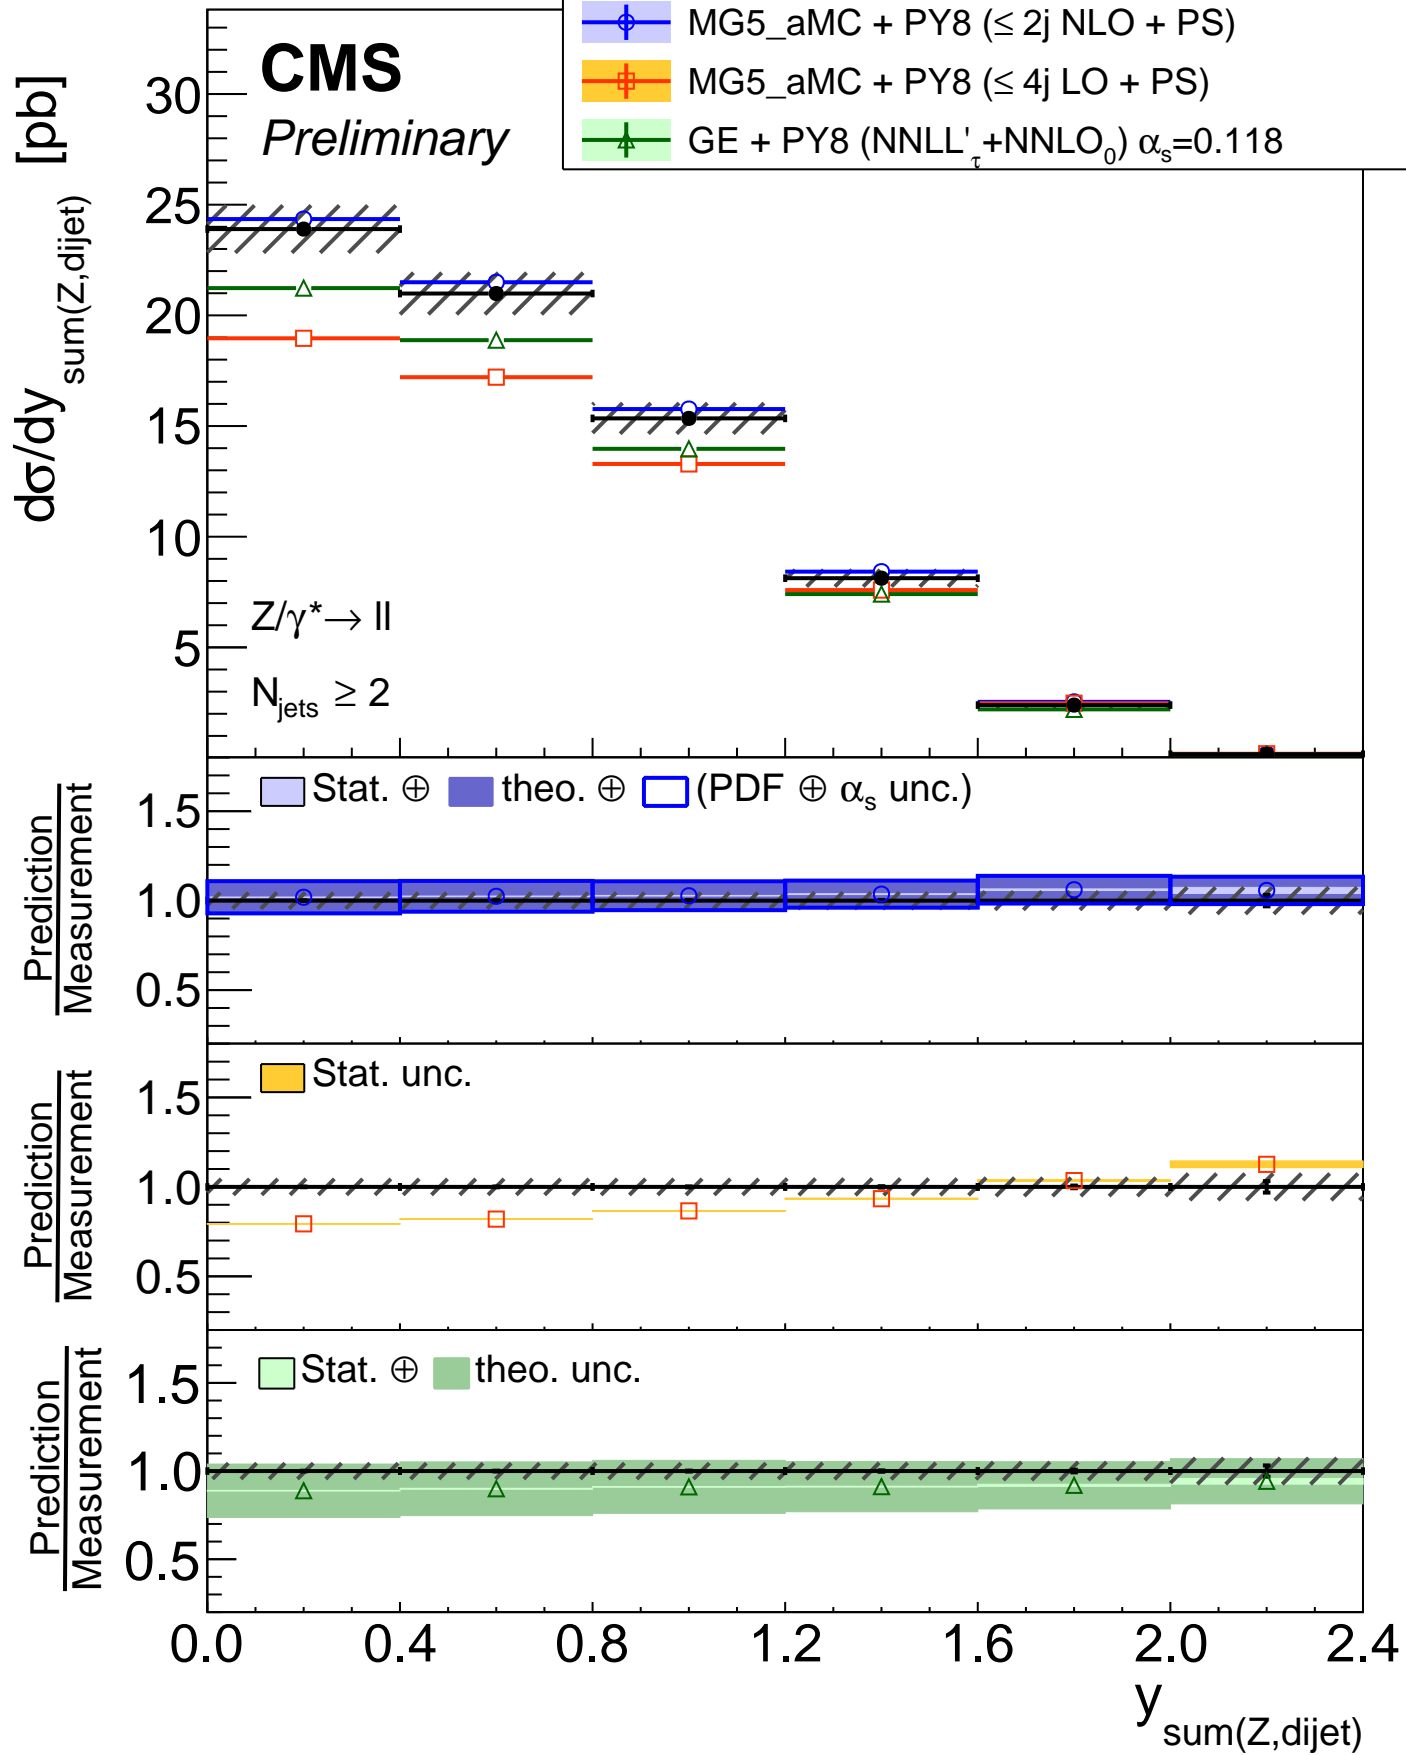 MG5_aMC + PY8 (≤ 2j NLO + PS)
MG5_aMC + PY8 (≤ 4j LO + PS)
GE + PY8 (NNLL'τ+NNLO0) αs=0.118
CMS
Preliminary
dσ/dy sum(Z,dijet) [pb]
30
25
20
15
10
5
Z/γ*→ ll
Njets ≥ 2
Stat. ⊕ theo. ⊕ (PDF ⊕ αs unc.)
Prediction
Measurement
1.5
1.0
0.5
Stat. unc.
Prediction
Measurement
1.5
1.0
0.5
Stat. ⊕ theo. unc.
Prediction
Measurement
1.5
1.0
0.5
0.0 0.4 0.8 1.2 1.6 2.0 2.4
y sum(Z,dijet)